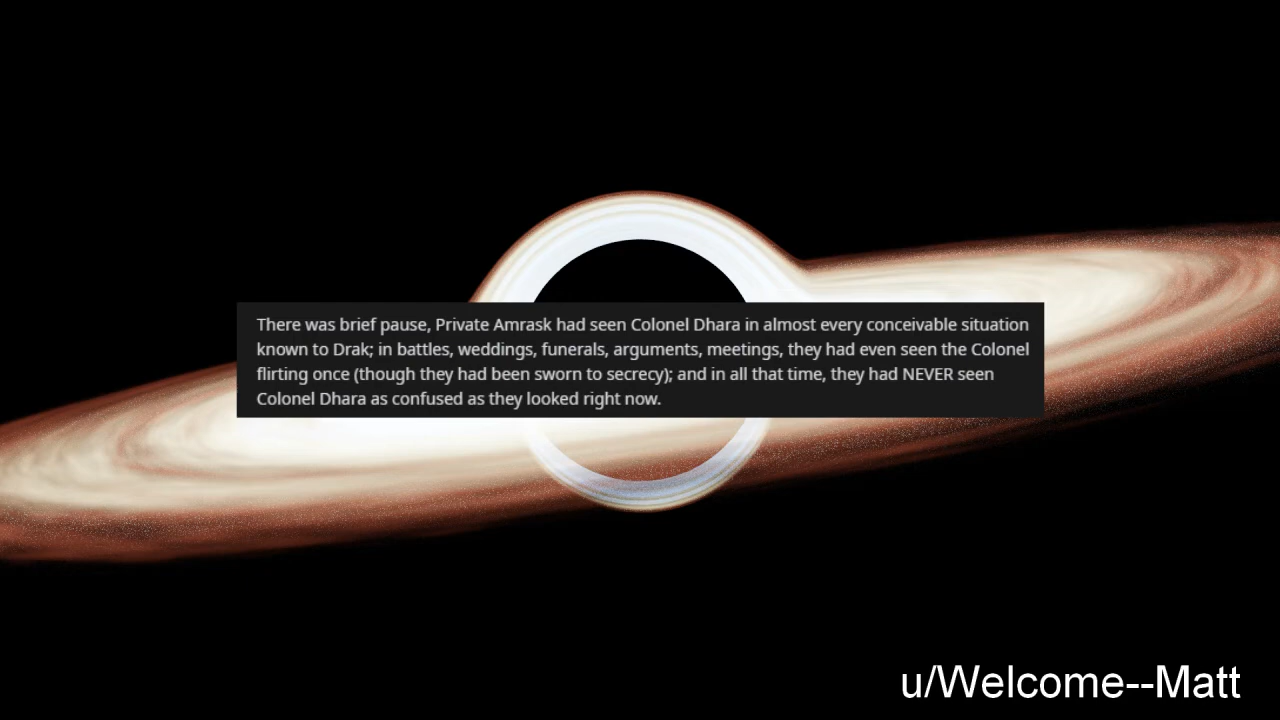 There was brief pause, Private Amrask had seen Colonel Dhara in almost every conceivable situation
known to Drak; in battles, weddings, funerals, arguments, meetings, they had even seen the Colonel
flirting once (though they had been sworn to secrecy); and in all that time, they had NEVER seen
Colonel Dhara as confused as they looked right now.
u/Welcome--Matt